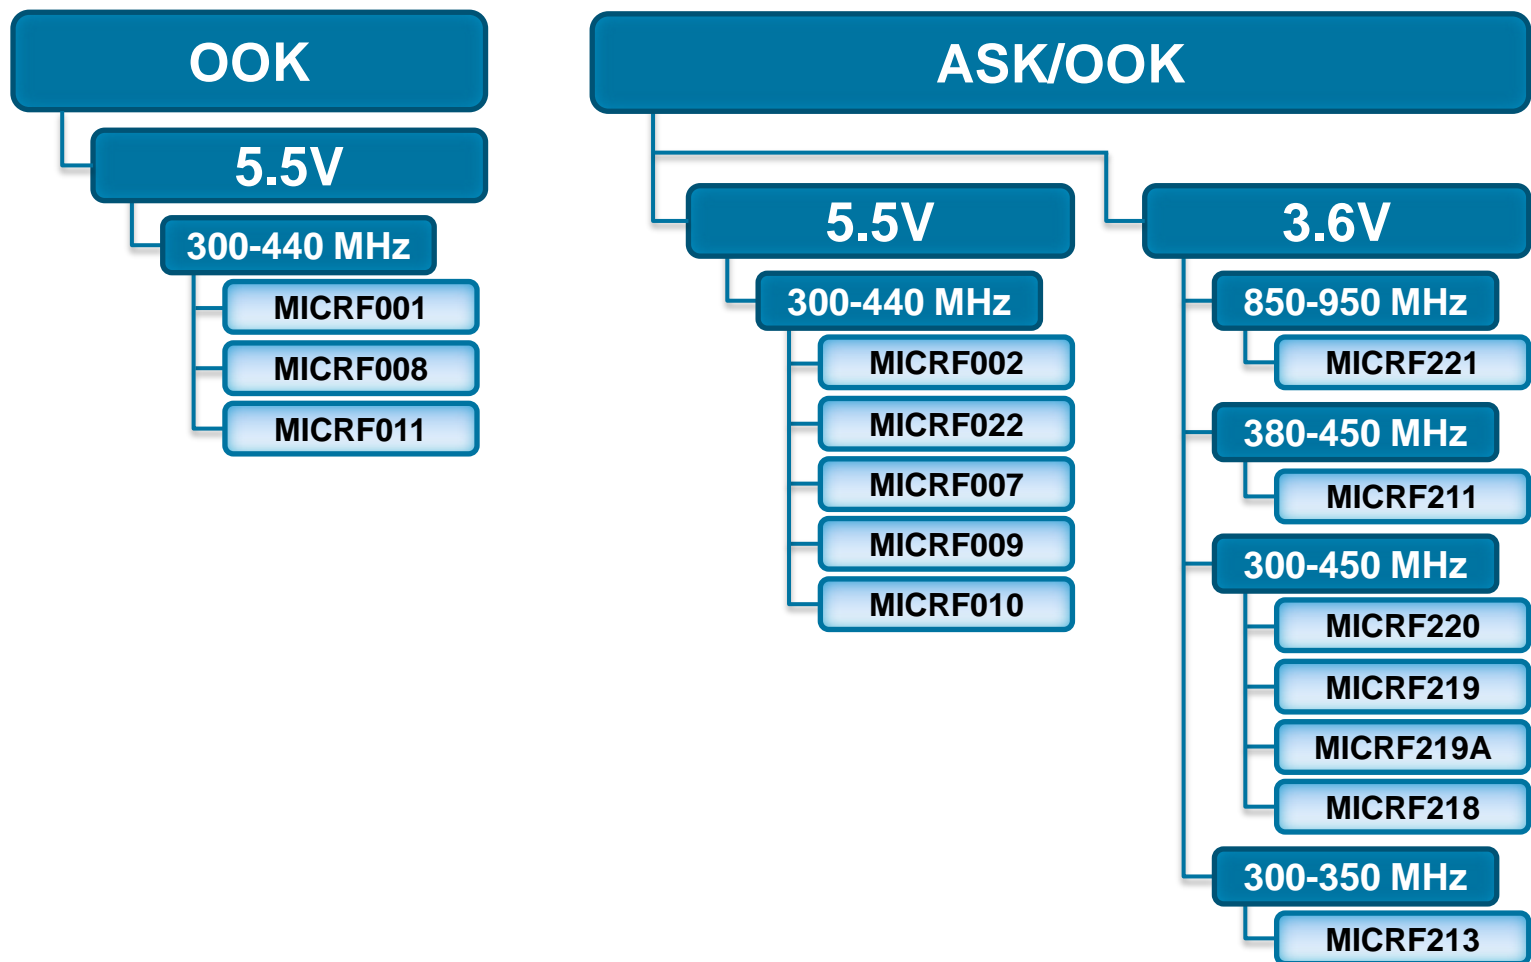 OOK
5.5V
300-440 MHz
MICRF001
MICRF008
MICRF011
ASK/OOK
5.5V
300-440 MHz
MICRF002
MICRF022
MICRF007
MICRF009
MICRF010
3.6V
850-950 MHz
MICRF221
380-450 MHz
MICRF211
300-450 MHz
MICRF220
MICRF219
MICRF219A
MICRF218
300-350 MHz
MICRF213